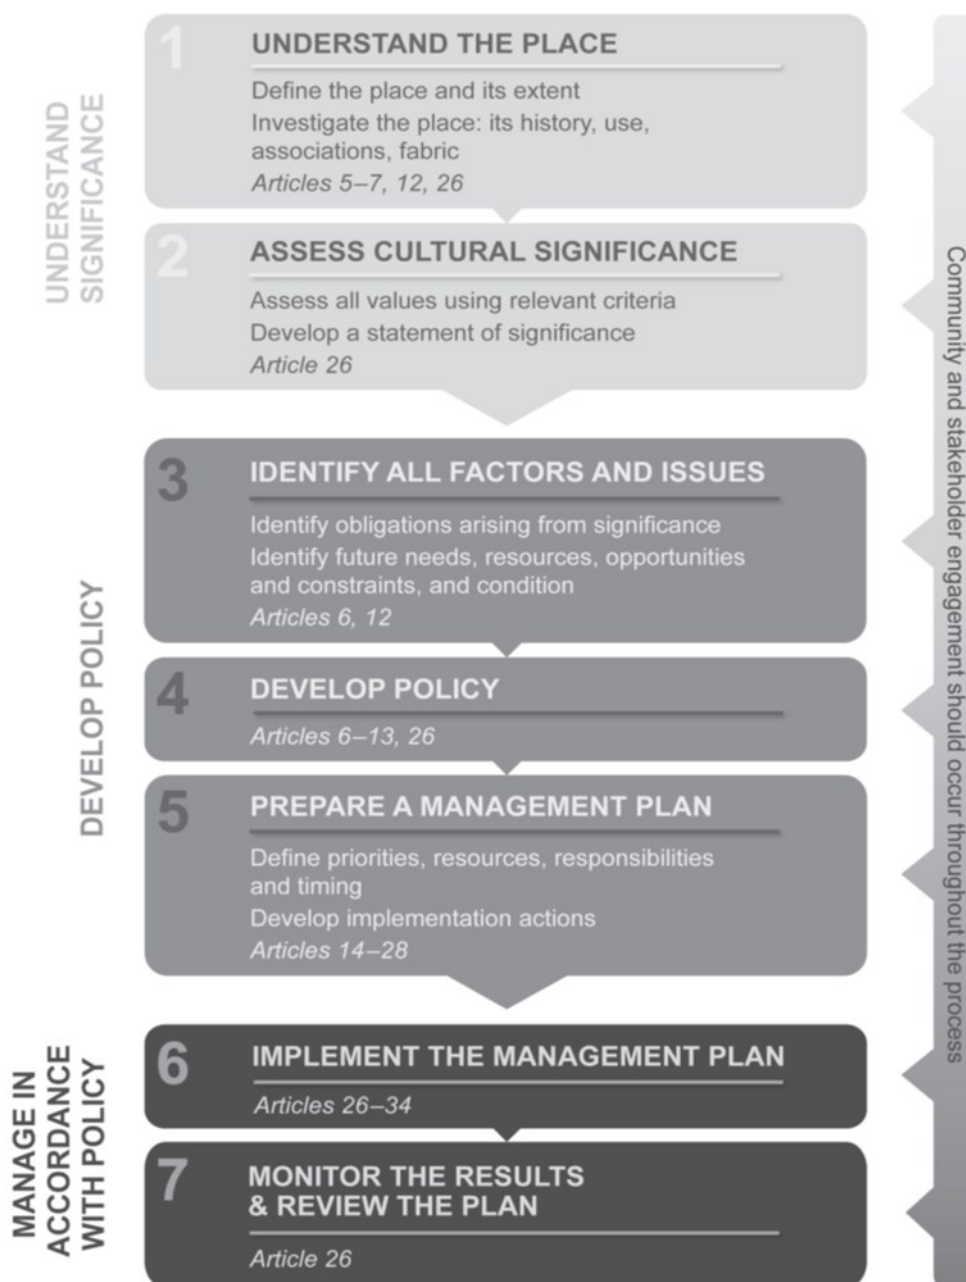 UNDERSTAND
SIGNIFICANCE
1
UNDERSTAND THE PLACE
Define the place and its extent
Investigate the place: its history, use,
associations, fabric
Articles 5–7, 12, 26
2
ASSESS CULTURAL SIGNIFICANCE
Assess all values using relevant criteria
Develop a statement of significance
Article 26
DEVELOP POLICY
3
IDENTIFY ALL FACTORS AND ISSUES
Identify obligations arising from significance
Identify future needs, resources, opportunities
and constraints, and condition
Articles 6, 12
4
DEVELOP POLICY
Articles 6–13, 26
5
PREPARE A MANAGEMENT PLAN
Define priorities, resources, responsibilities
and timing
Develop implementation actions
Articles 14–28
MANAGE IN
ACCORDANCE
WITH POLICY
6
IMPLEMENT THE MANAGEMENT PLAN
Articles 26–34
7
MONITOR THE RESULTS
& REVIEW THE PLAN
Article 26
Community and stakeholder engagement should occur throughout the process